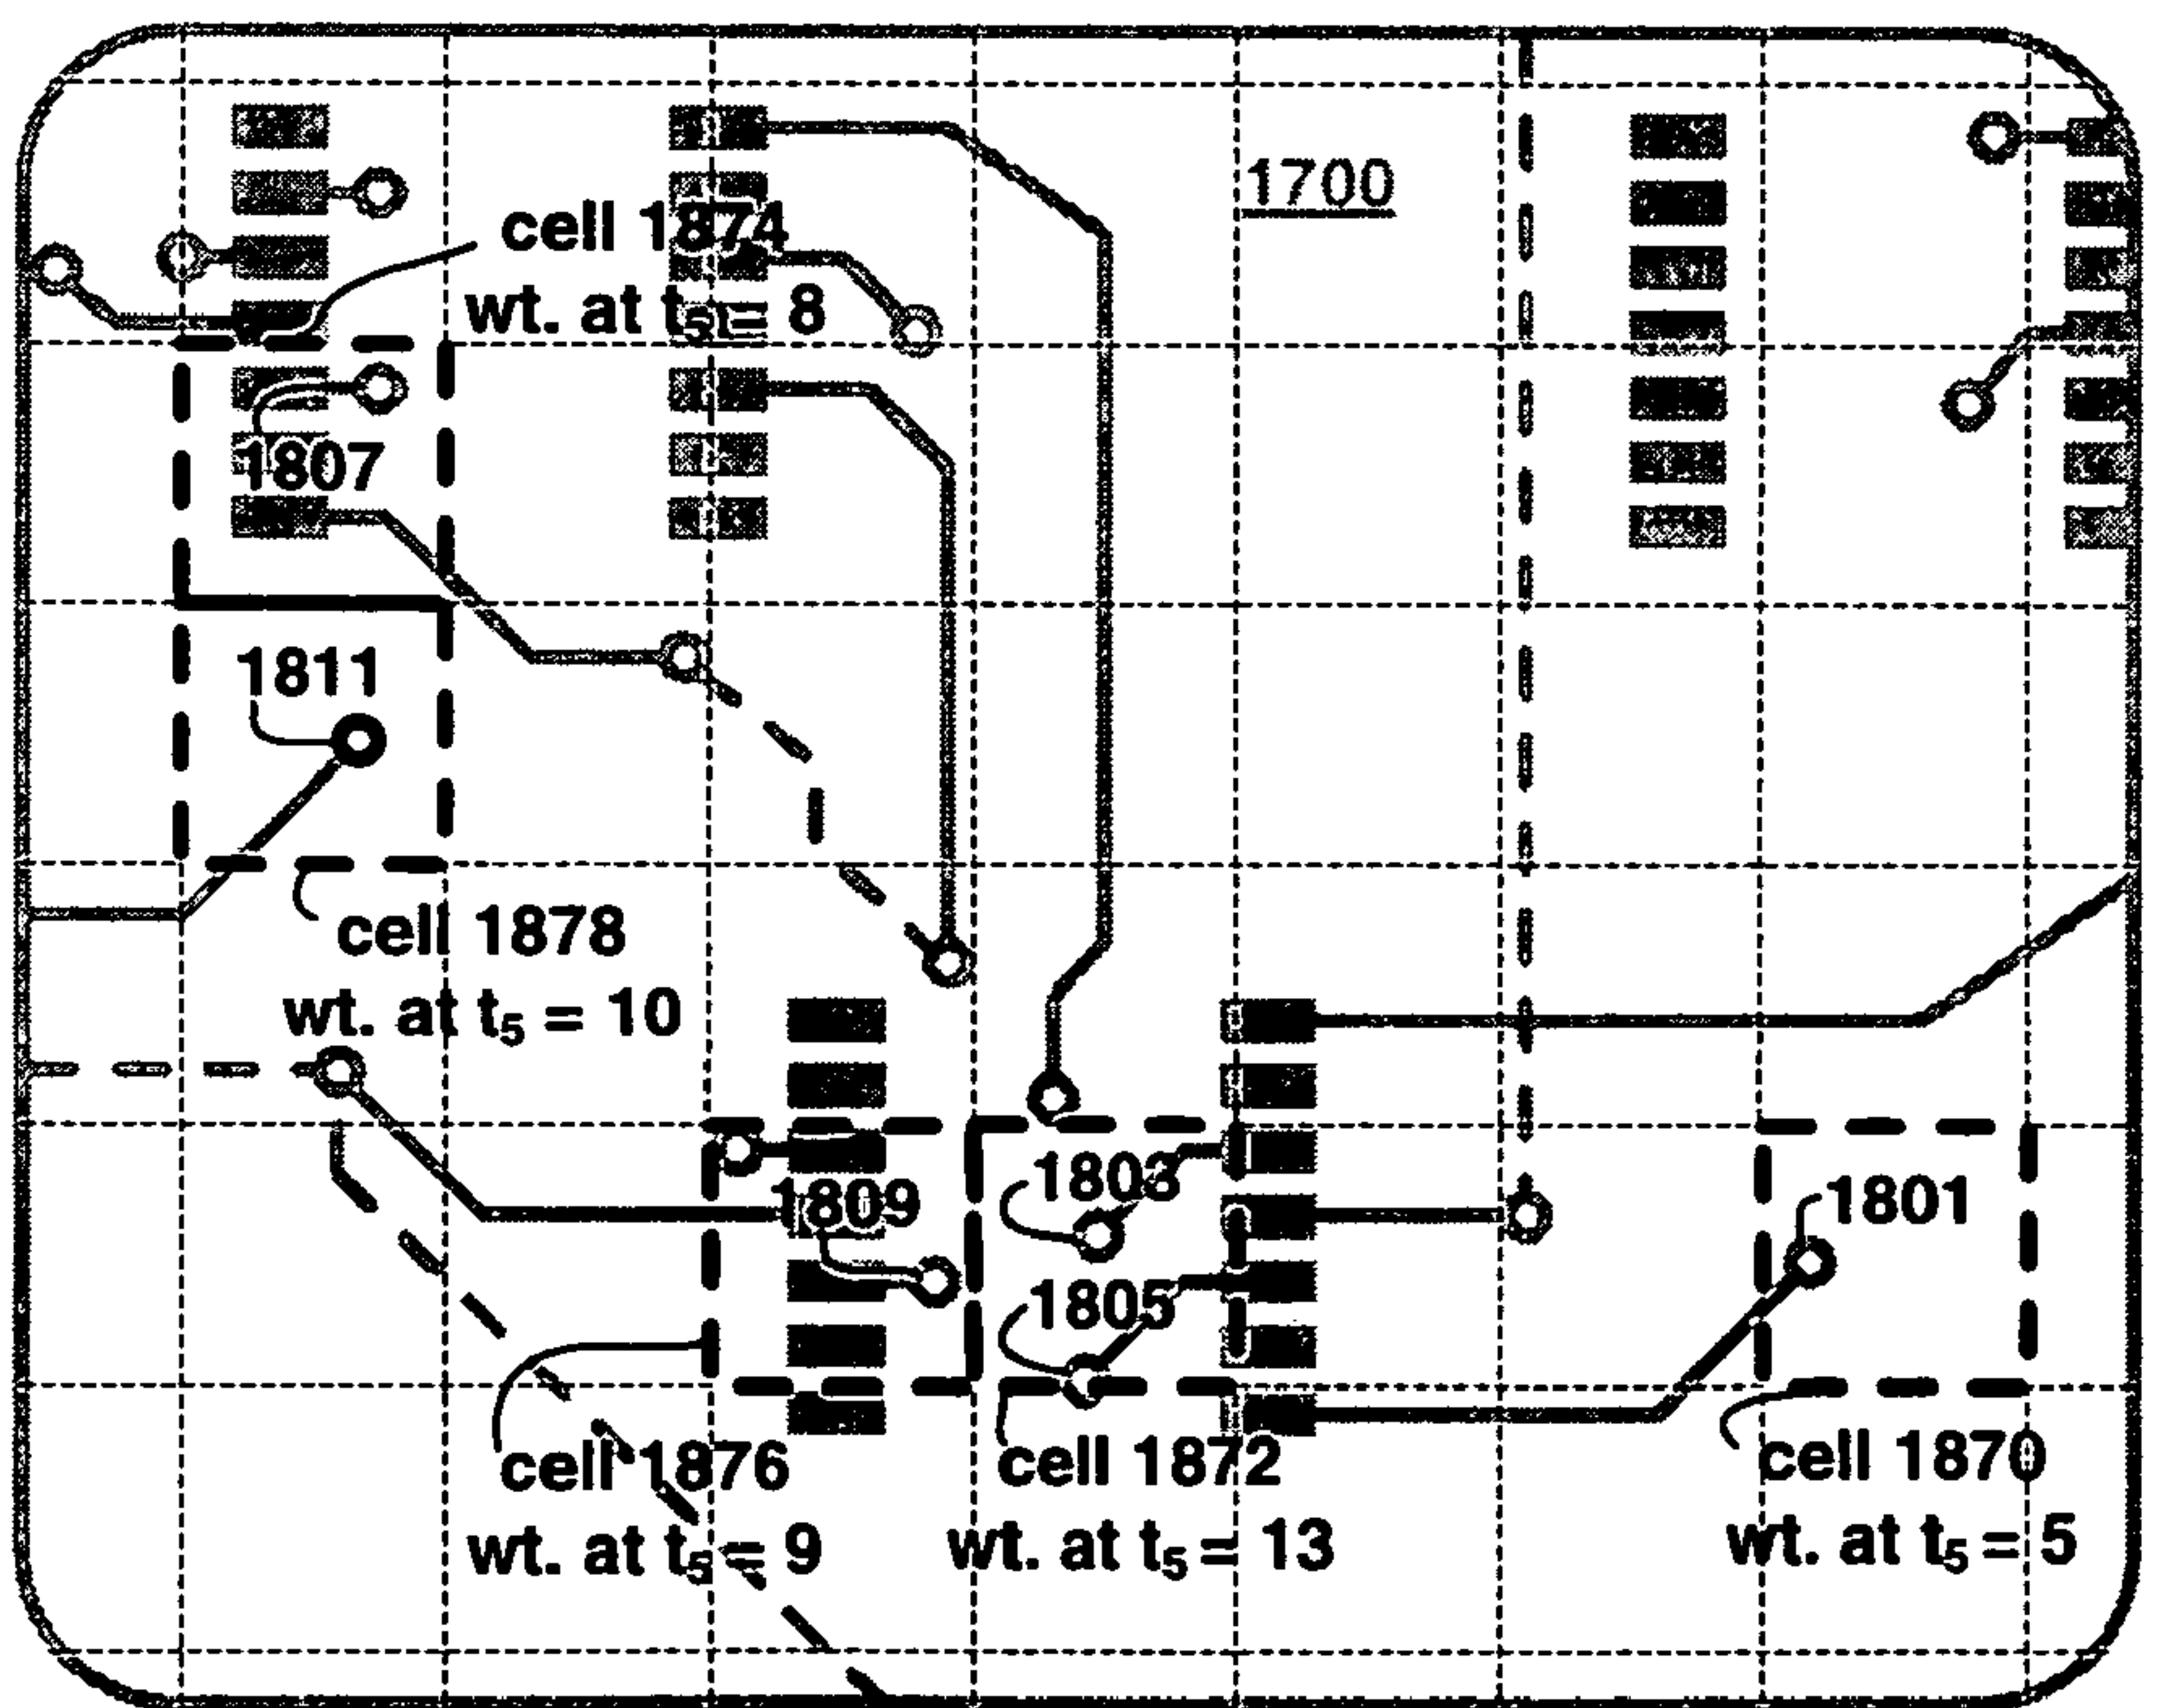 1700
cell 1874
wt. at t5 = 8
1807
1811
cell 1878
wt. at t5 = 10
1803
1809
1801
1805
cell 1876
wt. at t5 = 9
cell 1872
wt. at t5 = 13
cell 1870
wt. at t5 = 5